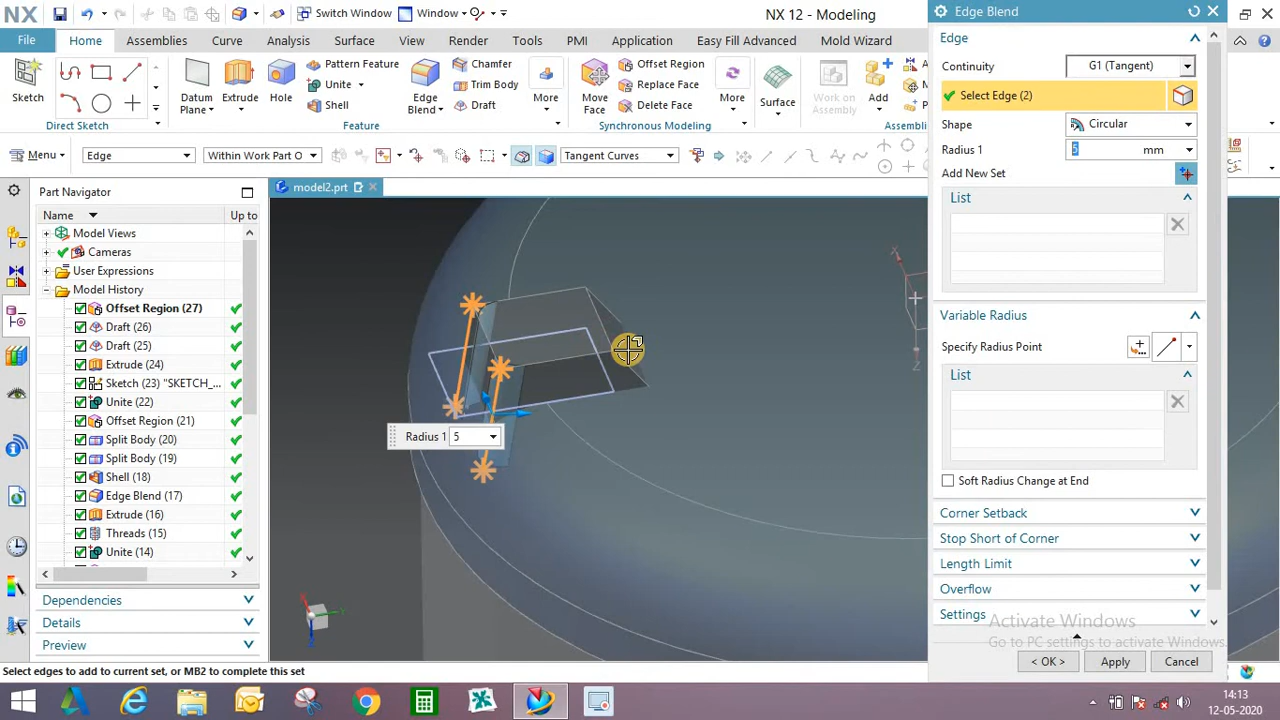 NX
Switch Window
Window
NX 12 - Modeling
Edge Blend
File
Home
Assemblies
Curve
Analysis
Surface
View
Render
Tools
PMI
Application
Easy Fill Advanced
Mold Wizard
Sketch
Direct Sketch
Datum Plane
Extrude
Hole
Pattern Feature
Unite
Shell
Edge Blend
Chamfer
Trim Body
Draft
More
Feature
Move Face
Offset Region
Replace Face
Delete Face
More
Synchronous Modeling
Surface
Work on Assembly
Add
Assembli
Menu
Edge
Within Work Part O
Tangent Curves
Part Navigator
model2.prt
Name
Up to
Model Views
Cameras
User Expressions
Model History
Offset Region (27)
Draft (26)
Draft (25)
Extrude (24)
Sketch (23) "SKETCH_
Unite (22)
Offset Region (21)
Split Body (20)
Split Body (19)
Shell (18)
Edge Blend (17)
Extrude (16)
Threads (15)
Unite (14)
Dependencies
Details
Preview
Radius 1 5
X
Z
Edge
Continuity G1 (Tangent)
Select Edge (2)
Shape Circular
Radius 1 5 mm
Add New Set
List
Variable Radius
Specify Radius Point
List
Soft Radius Change at End
Corner Setback
Stop Short of Corner
Length Limit
Overflow
Settings
Activate Windows
Go to PC settings to activate Windows.
< OK >
Apply
Cancel
Select edges to add to current set, or MB2 to complete this set
14:13
12-05-2020